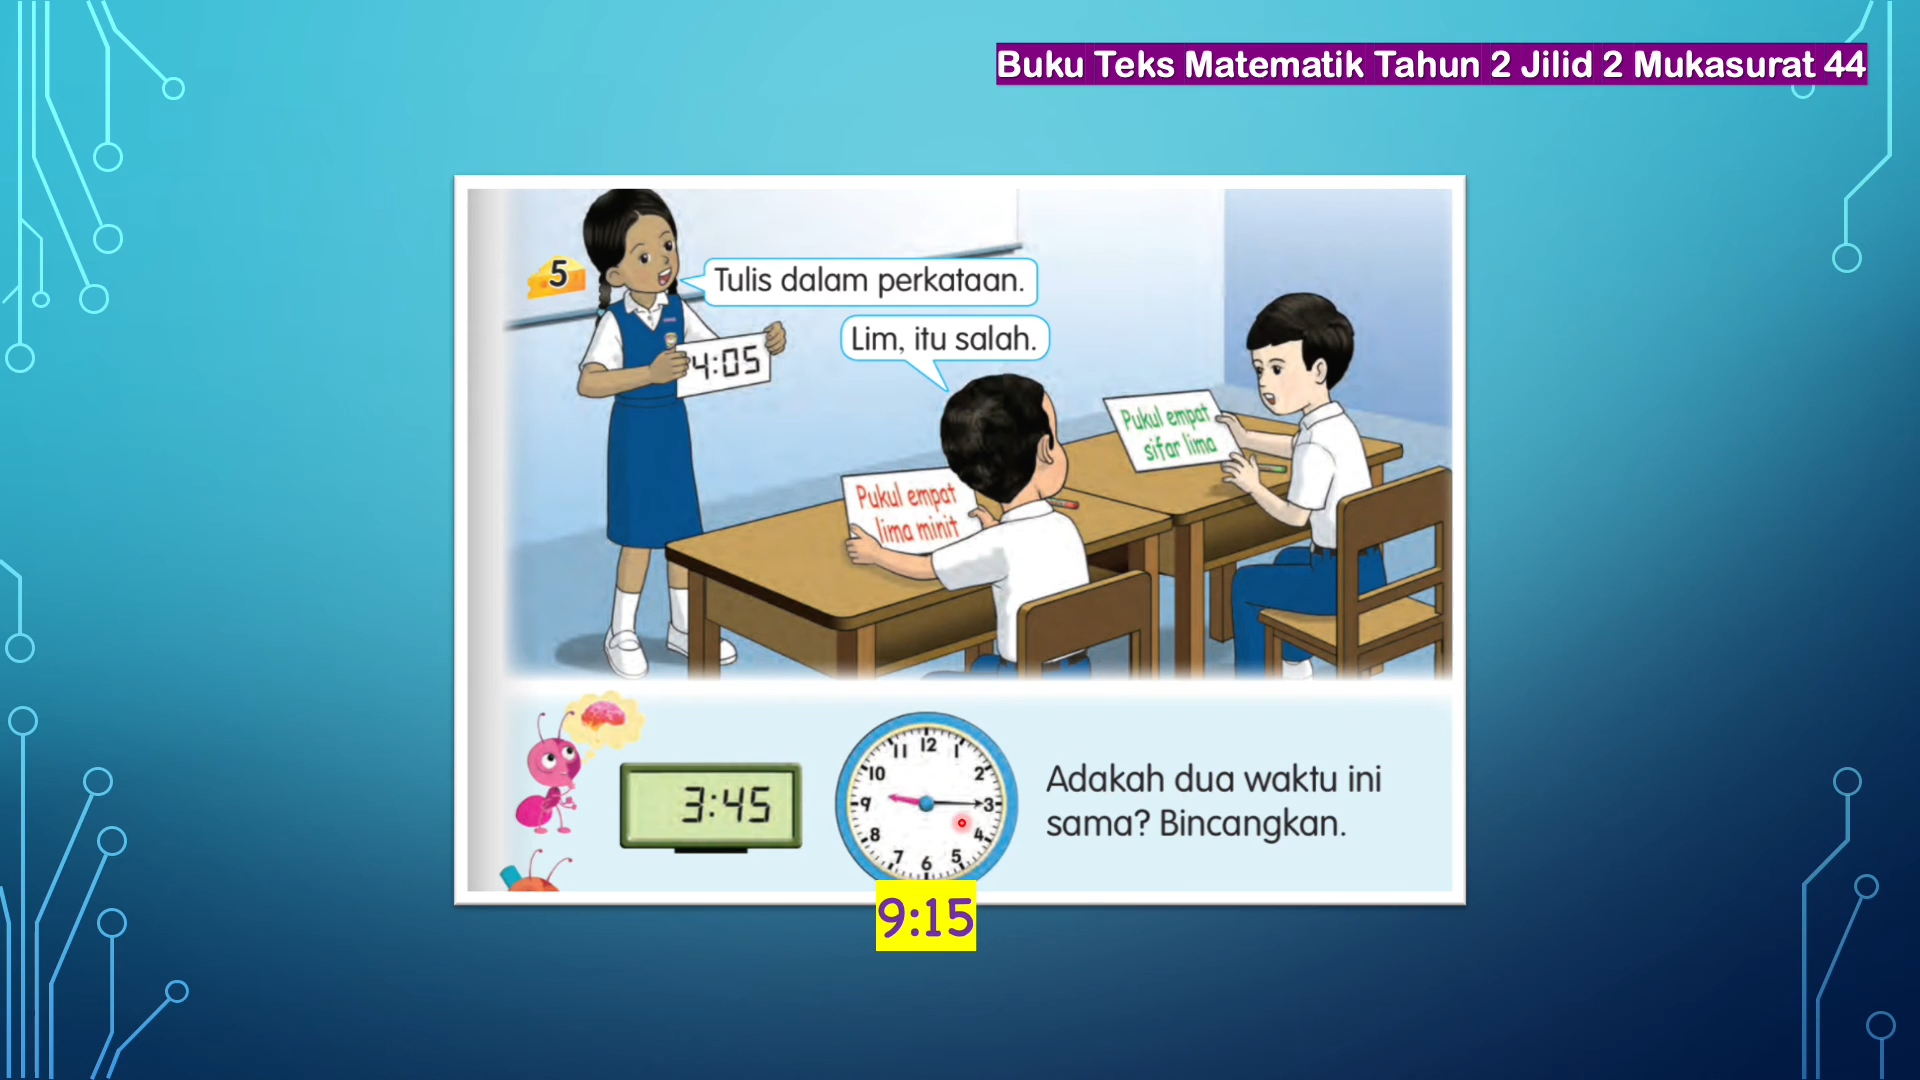 Buku Teks Matematik Tahun 2 Jilid 2 Mukasurat 44
5
Tulis dalam perkataan.
Lim, itu salah.
4:05
Pukul empat
sifar lima
Pukul empat
lima minit
3:45
12
1
2
3
4
5
6
7
8
9
10
11
Adakah dua waktu ini
sama? Bincangkan.
9:15